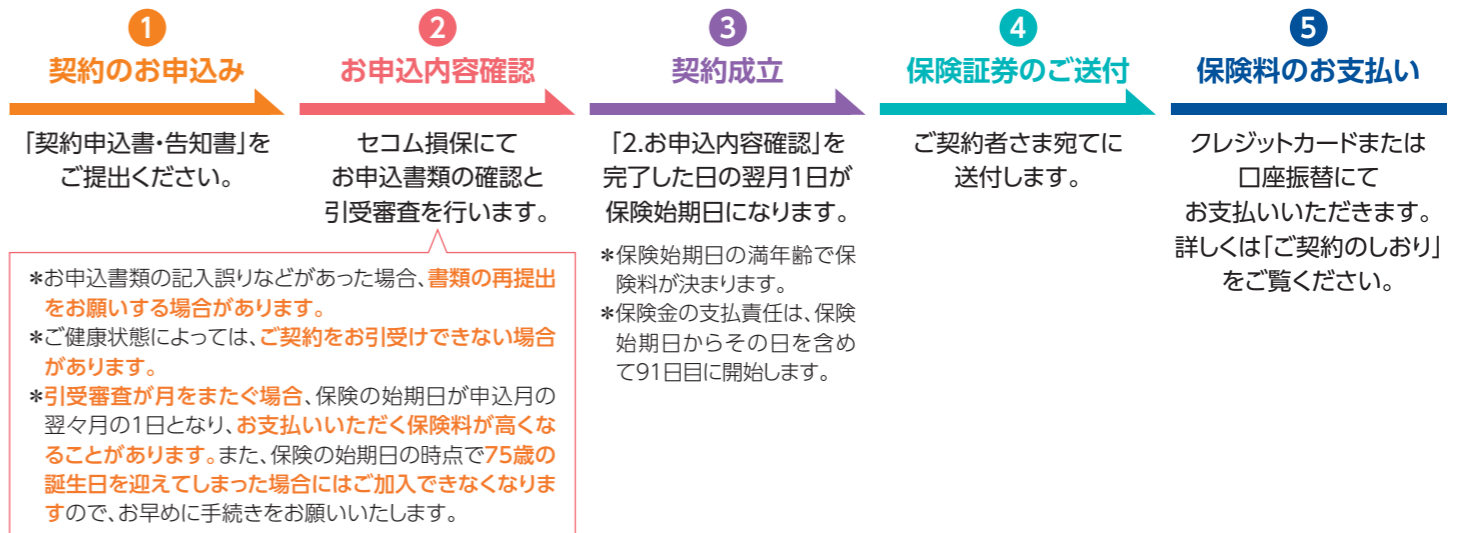 1
契約のお申込み
「契約申込書・告知書」を
ご提出ください。
2
お申込内容確認
セコム損保にて
お申込書類の確認と
引受審査を行います。
*お申込書類の記入誤りなどがあった場合、書類の再提出
をお願いする場合があります。
*ご健康状態によっては、ご契約をお引受けできない場合
があります。
*引受審査が月をまたぐ場合、保険の始期日が申込月の
翌々月の1日となり、お支払いいただく保険料が高くな
ることがあります。また、保険の始期日の時点で75歳の
誕生日を迎えてしまった場合にはご加入できなくなりま
すので、お早めに手続きをお願いいたします。
3
契約成立
「2.お申込内容確認」を
完了した日の翌月1日が
保険始期日になります。
*保険始期日の満年齢で保
険料が決まります。
*保険金の支払責任は、保険
始期日からその日を含め
て91日目に開始します。
4
保険証券のご送付
ご契約者さま宛てに
送付します。
5
保険料のお支払い
クレジットカードまたは
口座振替にて
お支払いいただきます。
詳しくは「ご契約のしおり」
をご覧ください。